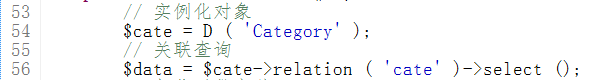 53 // 实例化对象
54 $cate = D ( 'Category' );
55 // 关联查询
56 $data = $cate->relation ( 'cate' )->select ();